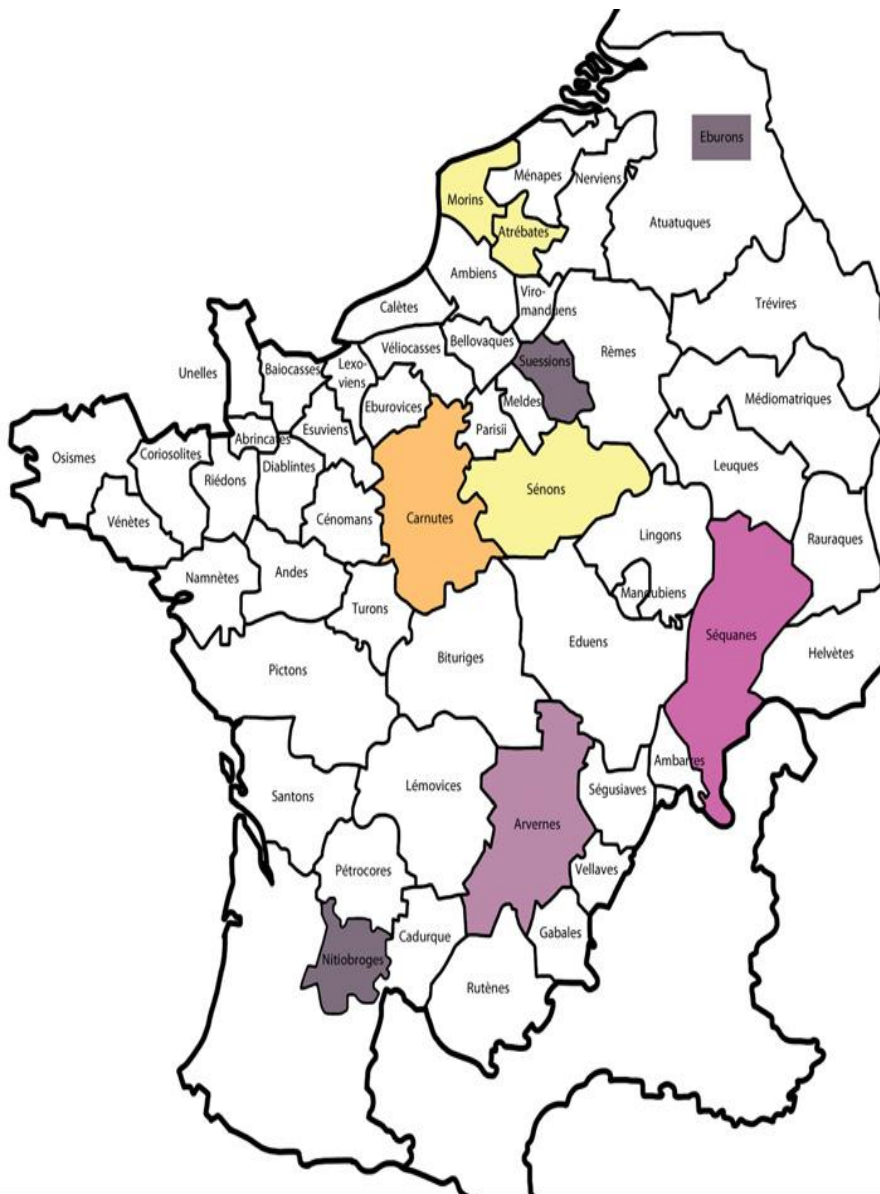 Eburons
Ménapes
Nerviens
Morins
Atuatuques
Atrébates
Ambiens
Viro-
manduens
Trévires
Calètes
Bellovaques
Véliocasses
Suessions
Rèmes
Unelles
Baiocasses
Lexo-
viens
Eburovices
Meldes
Médiomatriques
Parisii
Esuviens
Abrincates
Osismes
Coriosolites
Riédons
Diablintes
Leuques
Sénons
Vénètes
Cénomans
Carnutes
Lingons
Rauraques
Namnètes
Andes
Mandubiens
Turons
Séquanes
Eduens
Helvètes
Bituriges
Pictons
Ambarres
Lémovices
Ségusiaves
Santons
Arvernes
Pétrocores
Vellaves
Cadurque
Gabales
Nitiobroges
Rutènes